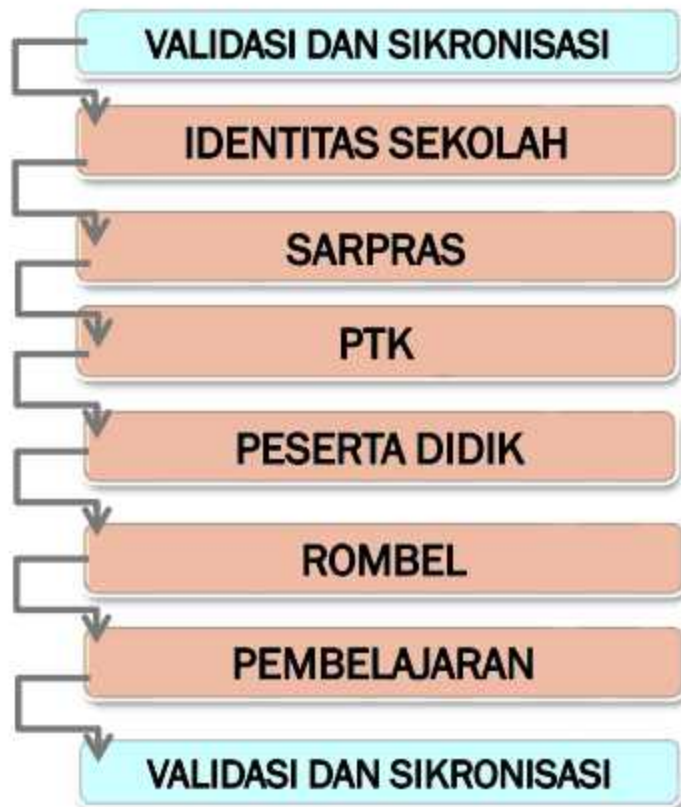 VALIDASI DAN SIKRONISASI
IDENTITAS SEKOLAH
SARPRAS
PTK
PESERTA DIDIK
ROMBEL
PEMBELAJARAN
VALIDASI DAN SIKRONISASI